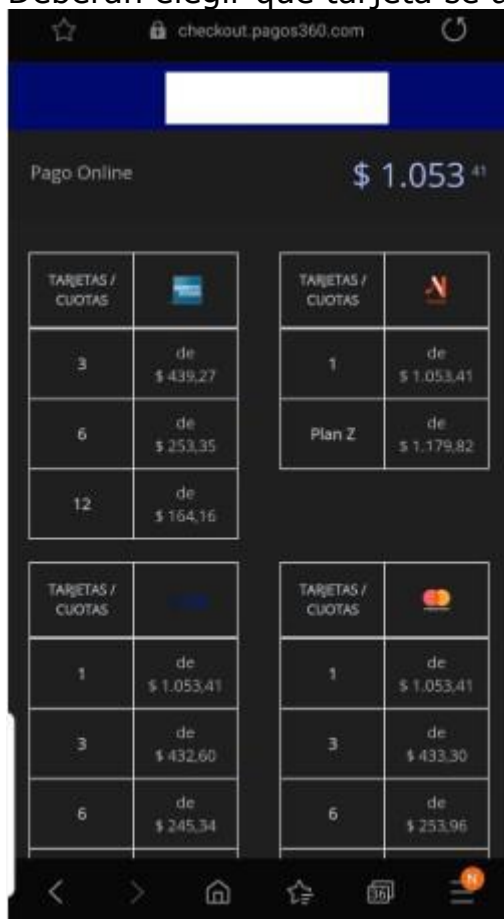 Deberán elegir que tarjeta se
checkout.pagos360.com
Pago Online
$ 1.053 41
TARJETAS /
CUOTAS
3
de
$ 439,27
6
de
$ 253,35
12
de
$ 164,16
TARJETAS /
CUOTAS
N
1
de
$ 1.053,41
Plan Z
de
$ 1.179,82
TARJETAS /
CUOTAS
1
de
$ 1.053,41
3
de
$ 432,60
6
de
$ 245,34
TARJETAS /
CUOTAS
1
de
$ 1.053,41
3
de
$ 433,30
6
de
$ 253,96
36
N